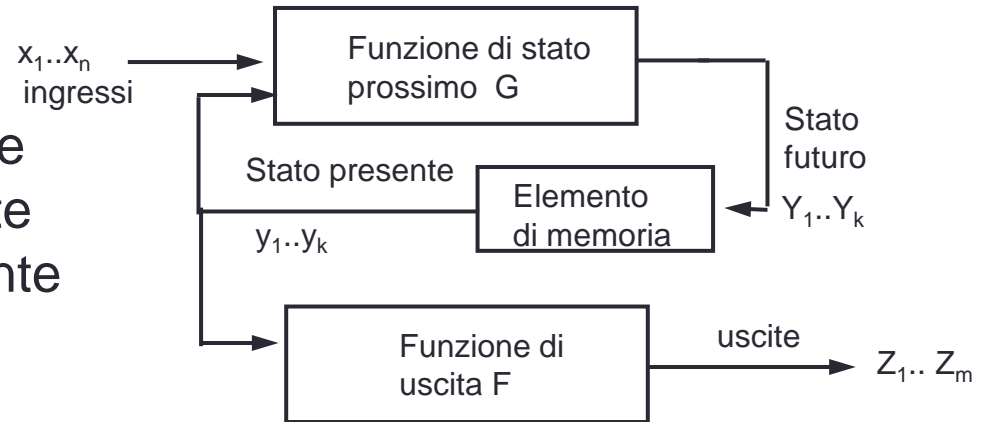 x₁..xₙ
ingressi
Funzione di stato
prossimo G
Stato
futuro
Y₁..Yₖ
Stato presente
y₁..yₖ
Elemento
di memoria
Funzione di
uscita F
uscite
Z₁.. Zₘ